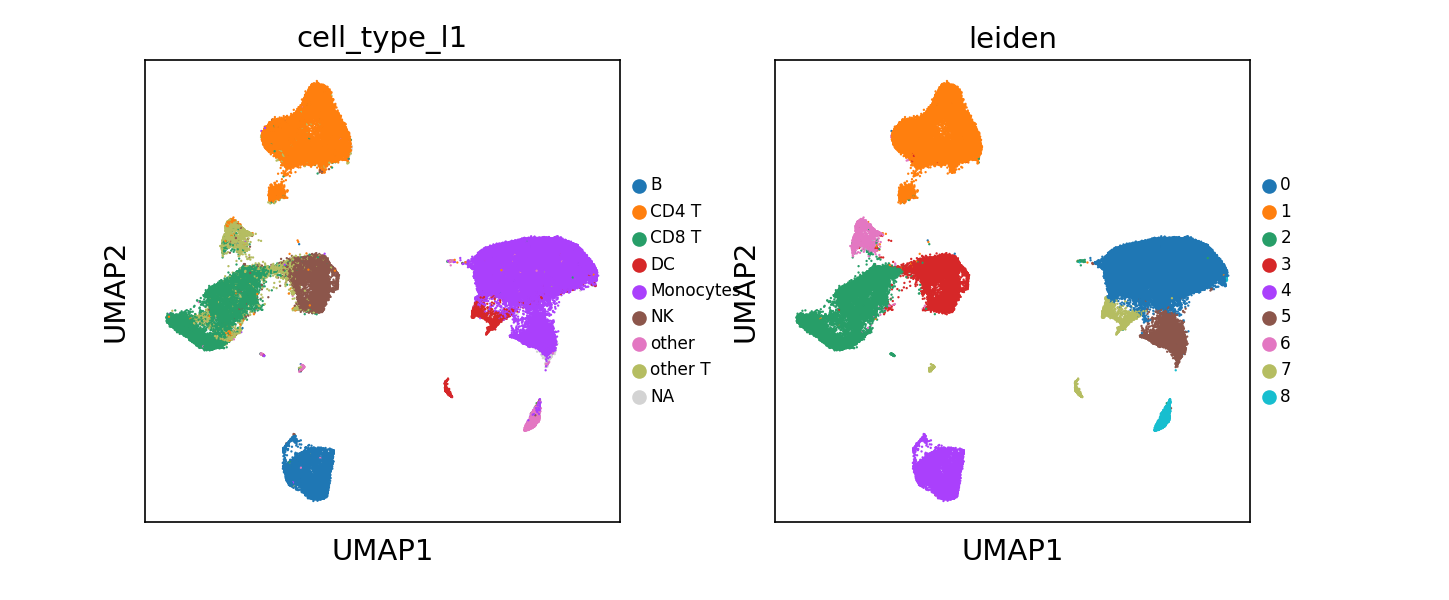 cell_type_l1
UMAP2
UMAP1
B
CD4 T
CD8 T
DC
Monocytes
NK
other
other T
NA
leiden
UMAP2
UMAP1
0
1
2
3
4
5
6
7
8